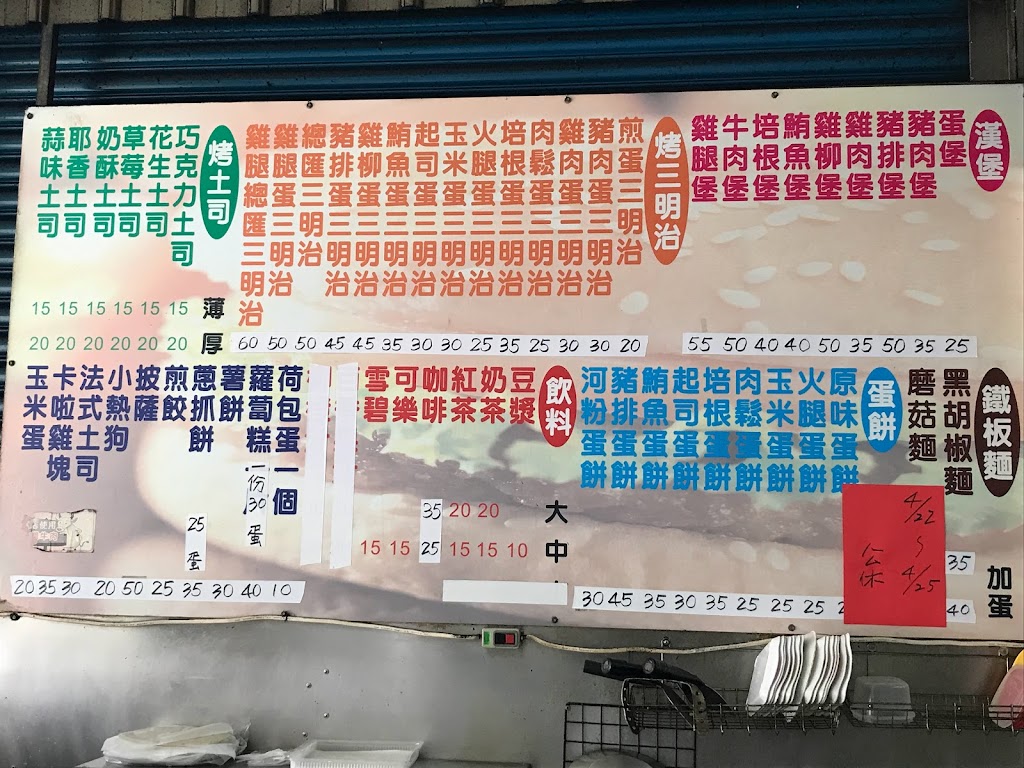 漢堡
蛋堡
豬肉堡
豬排堡
雞肉堡
雞柳堡
鮪魚堡
培根堡
牛肉堡
雞腿堡
55 50 40 40 50 35 50 35 25
烤三明治
煎蛋三明治
豬肉蛋三明治
雞肉蛋三明治
肉鬆蛋三明治
培根蛋三明治
火腿蛋三明治
玉米蛋三明治
起司蛋三明治
鮪魚蛋三明治
雞柳蛋三明治
豬排蛋三明治
總匯三明治
雞腿蛋三明治
雞腿總匯三明治
60 50 50 45 45 35 30 30 25 35 25 30 30 20
烤土司
巧克力土司
花生土司
草莓土司
奶酥土司
耶香土司
蒜味土司
15 15 15 15 15 15 薄
20 20 20 20 20 20 厚
鐵板麵
黑胡椒麵
磨菇麵
35
加蛋
40
4/22
4/25
公休
蛋餅
原味蛋餅
火腿蛋餅
玉米蛋餅
肉鬆蛋餅
培根蛋餅
起司蛋餅
鮪魚蛋餅
豬排蛋餅
河粉蛋餅
30 45 35 30 35 25 25 25
飲料
豆漿
奶茶
紅茶
咖啡
可樂
雪碧
35 20 20 大
15 15 25 15 15 10 中
荷包蛋一個
蘿蔔糕一份
30
蛋
薯餅
蔥抓餅
25
蛋
煎餃
披薩
小熱狗
法式土司
卡啦雞塊
玉米蛋
20 35 30 20 50 25 35 30 40 10